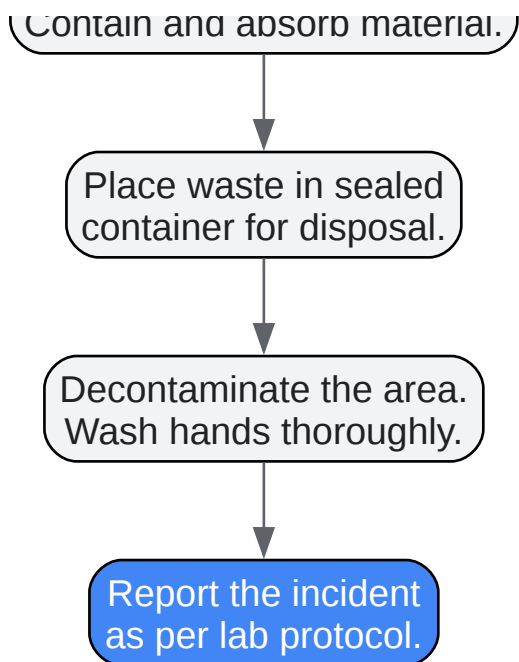 Contain and absorb material.
Place waste in sealed
container for disposal.
Decontaminate the area.
Wash hands thoroughly.
Report the incident
as per lab protocol.